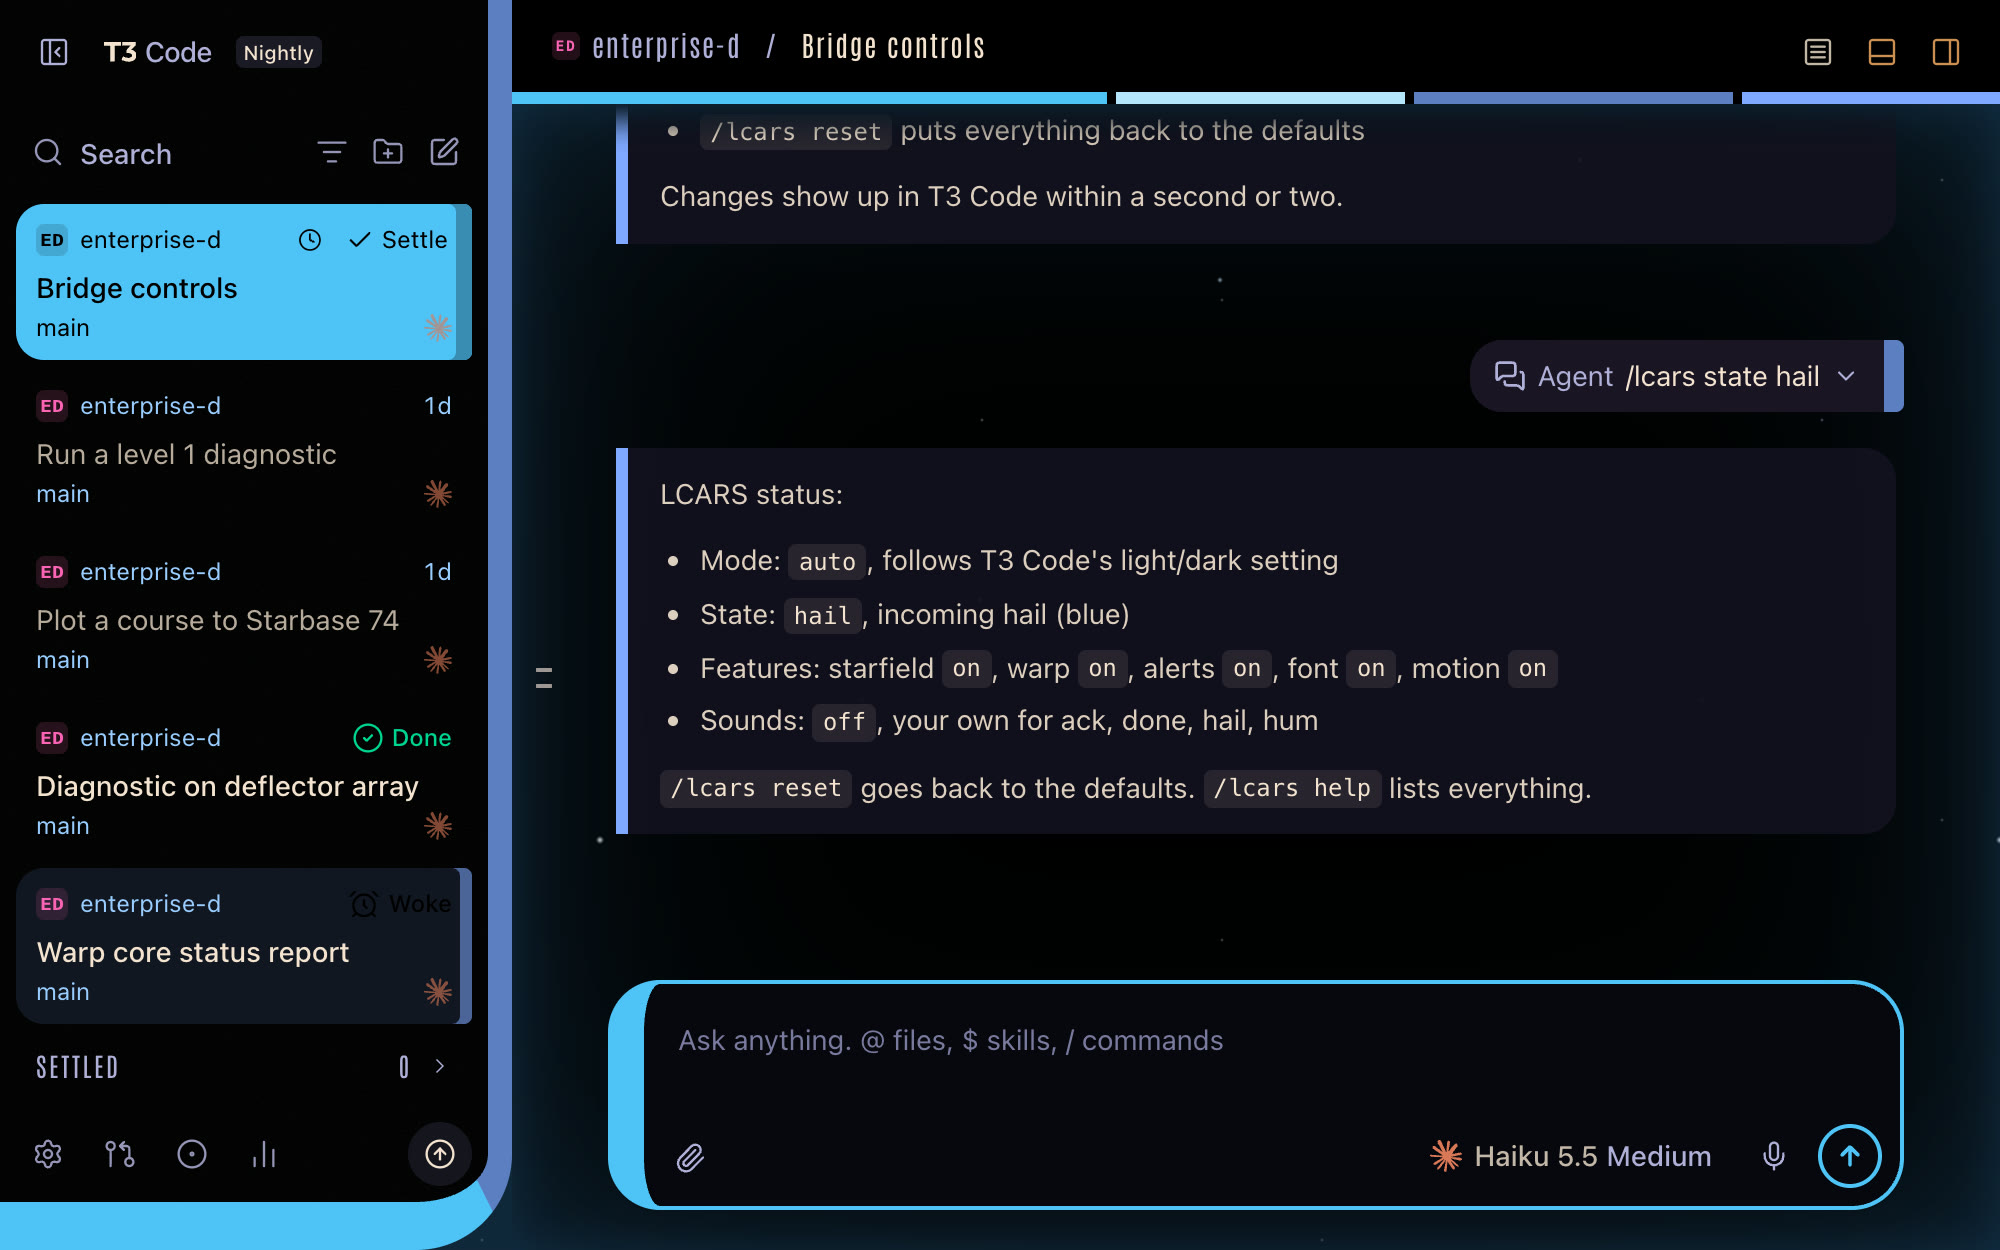 T3 Code Nightly
Search
ED enterprise-d Settle
Bridge controls
main
ED enterprise-d 1d
Run a level 1 diagnostic
main
ED enterprise-d 1d
Plot a course to Starbase 74
main
ED enterprise-d Done
Diagnostic on deflector array
main
ED enterprise-d Woke
Warp core status report
main
SETTLED 0
ED enterprise-d / Bridge controls
• /lcars reset puts everything back to the defaults
Changes show up in T3 Code within a second or two.
Agent /lcars state hail
LCARS status:
• Mode: auto, follows T3 Code's light/dark setting
• State: hail, incoming hail (blue)
• Features: starfield on, warp on, alerts on, font on, motion on
• Sounds: off, your own for ack, done, hail, hum
/lcars reset goes back to the defaults. /lcars help lists everything.
Ask anything. @ files, $ skills, / commands
Haiku 5.5 Medium